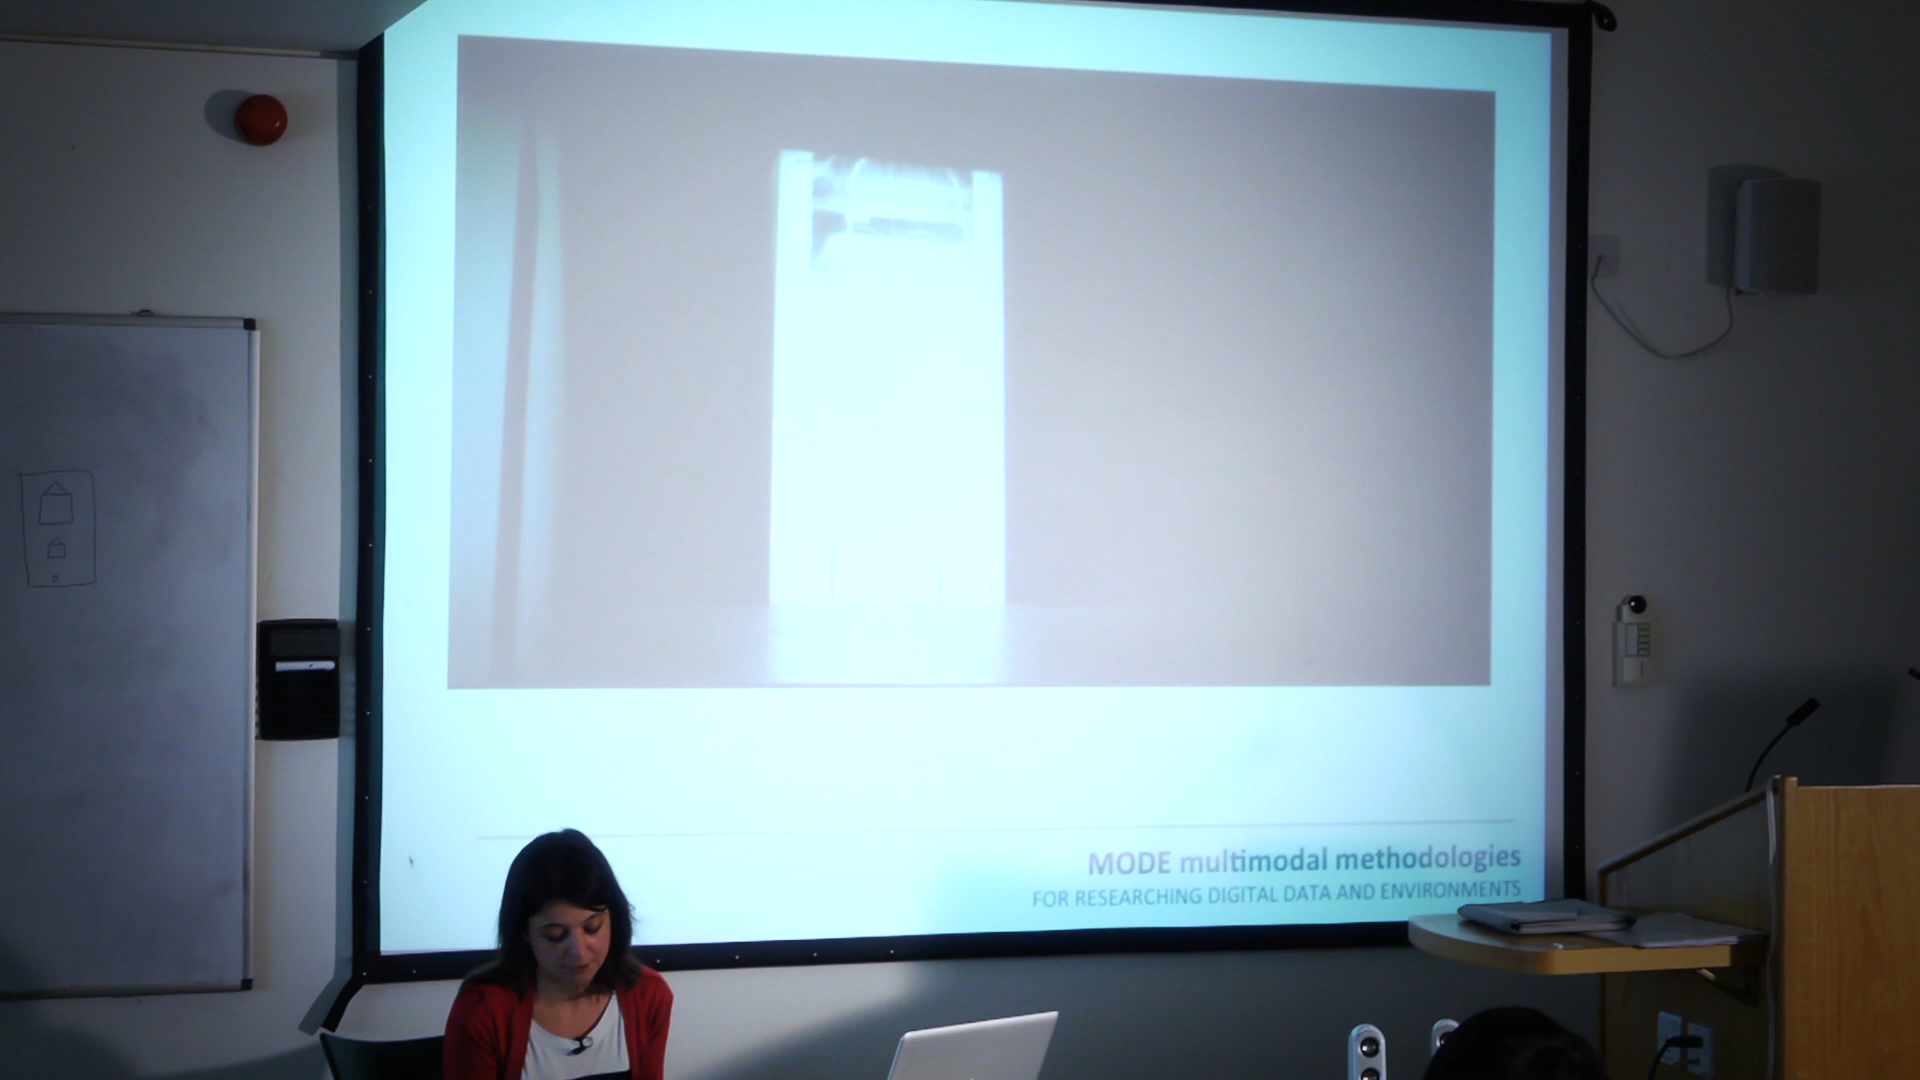 MODE multimodal methodologies
FOR RESEARCHING DIGITAL DATA AND ENVIRONMENTS